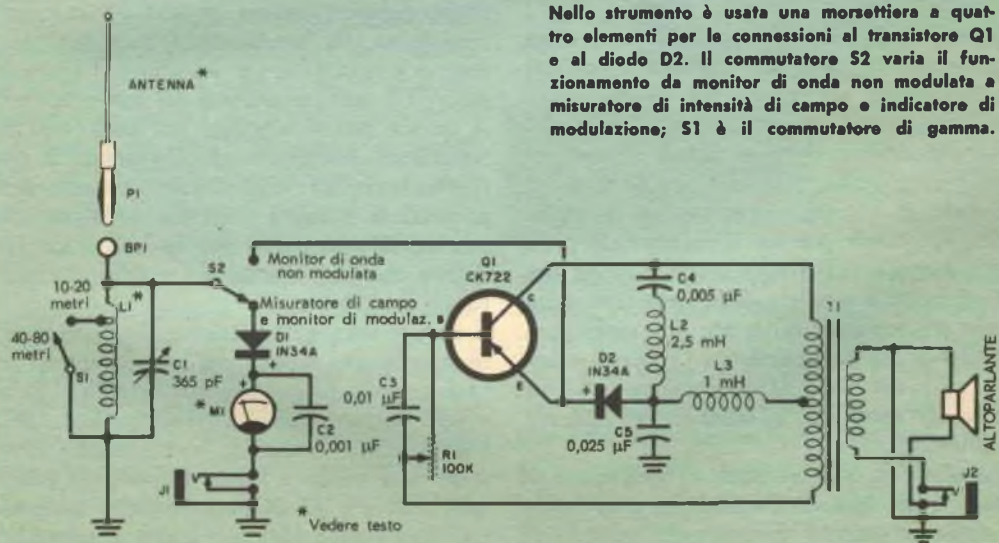 Nello strumento è usata una morsettiera a quat-
tro elementi per le connessioni al transistore Q1
e al diodo D2. Il commutatore S2 varia il fun-
zionamento da monitor di onda non modulata a
misuratore di intensità di campo e indicatore di
modulazione; S1 è il commutatore di gamma.
ANTENNA*
P1
BP1
10-20
metri
L1*
40-80
metri
S1
C1
365 pF
S2
Monitor di onda
non modulata
Misuratore di campo
e monitor di modulaz.
D1
1N34A
+
+
* M1
C2
0,001 µF
J1
* Vedere testo
Q1
CK722
B
C
E
C3
0,01 µF
R1
100K
D2
1N34A
+
C4
0,005 µF
L2
2,5 mH
L3
1 mH
C5
0,025 µF
T1
ALTOPARLANTE
J2